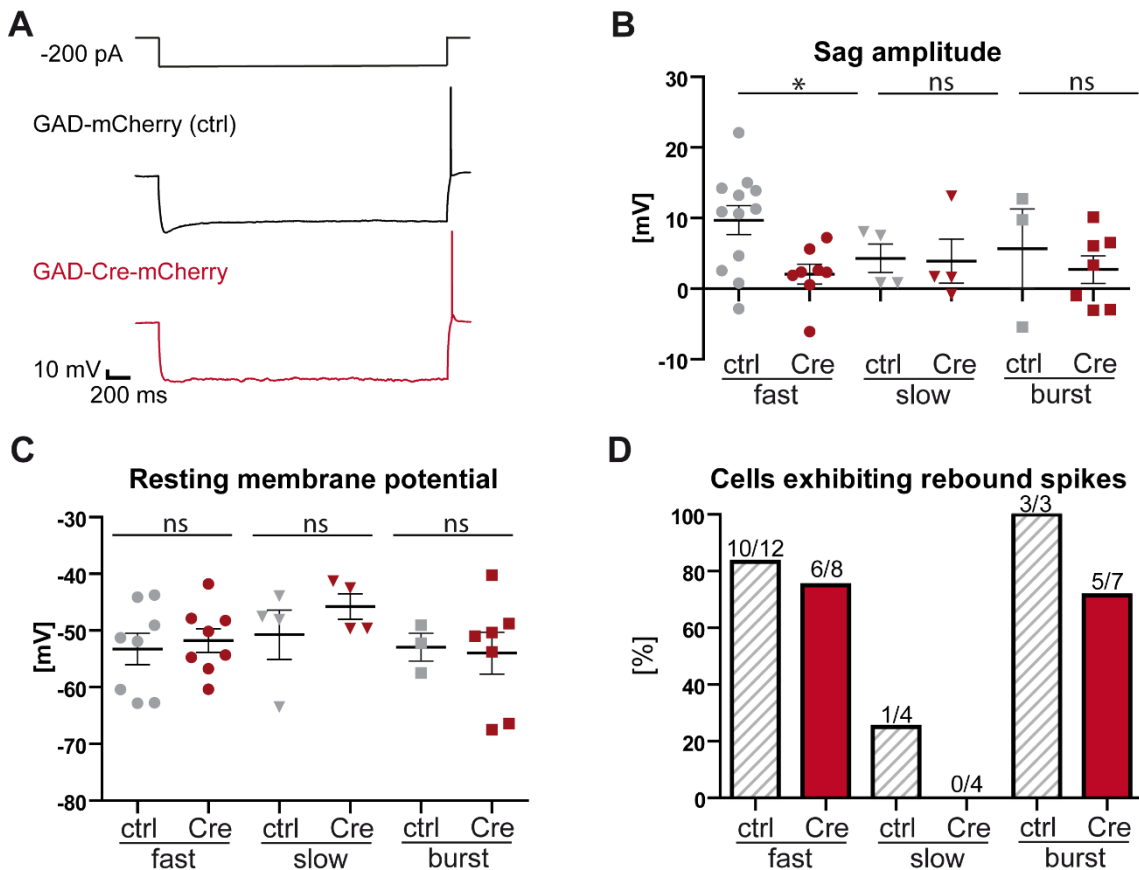 A
-200 pA
GAD-mCherry (ctrl)
GAD-Cre-mCherry
10 mV
200 ms
B
Sag amplitude
[mV]
30
20
10
0
-10
* ns ns
ctrl Cre ctrl Cre ctrl Cre
fast slow burst
C
Resting membrane potential
[mV]
-30
-40
-50
-60
-70
-80
ns ns ns
ctrl Cre ctrl Cre ctrl Cre
fast slow burst
D
Cells exhibiting rebound spikes
[%]
100
80
60
40
20
0
10/12 6/8 1/4 0/4 3/3 5/7
ctrl Cre ctrl Cre ctrl Cre
fast slow burst